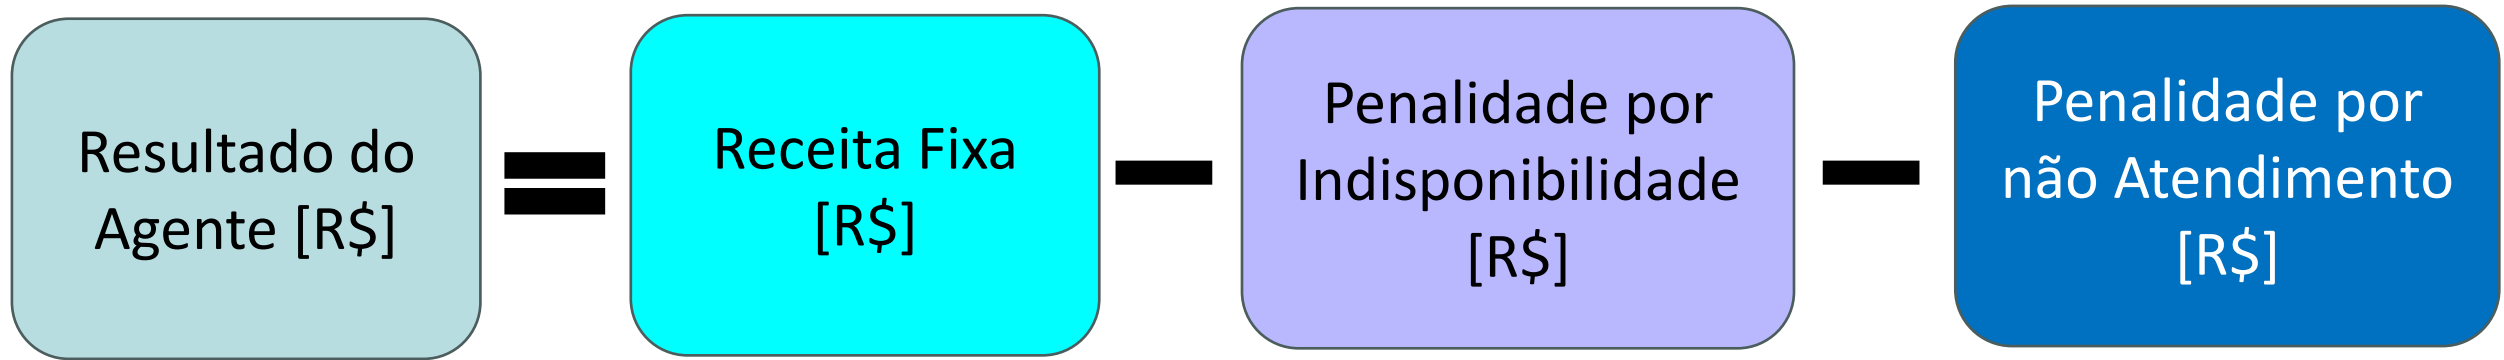 Resultado do
Agente [R$]
=
Receita Fixa
[R$]
—
Penalidade por
Indisponibilidade
[R$]
—
Penalidade por
não Atendimento
[R$]